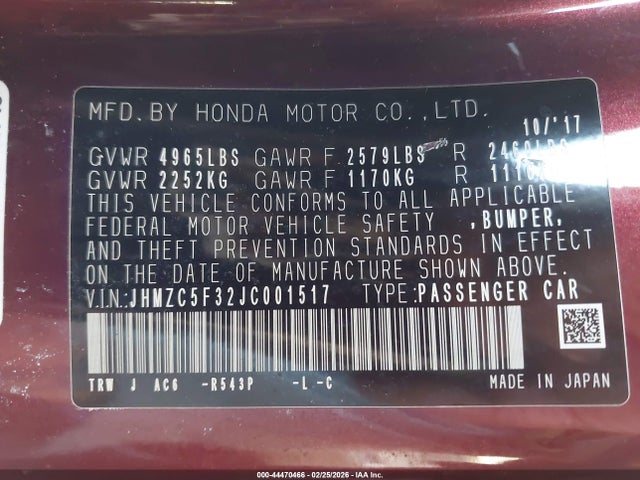 MFD.BY HONDA MOTOR CO.,LTD.
10/'17
GVWR 4965LBS GAWR F 2579LBS R
GVWR 2252KG GAWR F 1170KG R
THIS VEHICLE CONFORMS TO ALL APPLICABLE
FEDERAL MOTOR VEHICLE SAFETY ,BUMPER,
AND THEFT PREVENTION STANDARDS IN EFFECT
ON THE DATE OF MANUFACTURE SHOWN ABOVE.
V.I.N:JHMZC5F32JC001517 TYPE:PASSENGER CAR
TRW J AC6 -R543P -L -C
MADE IN JAPAN
000-44470466 - 02/25/2026 - IAA Inc.